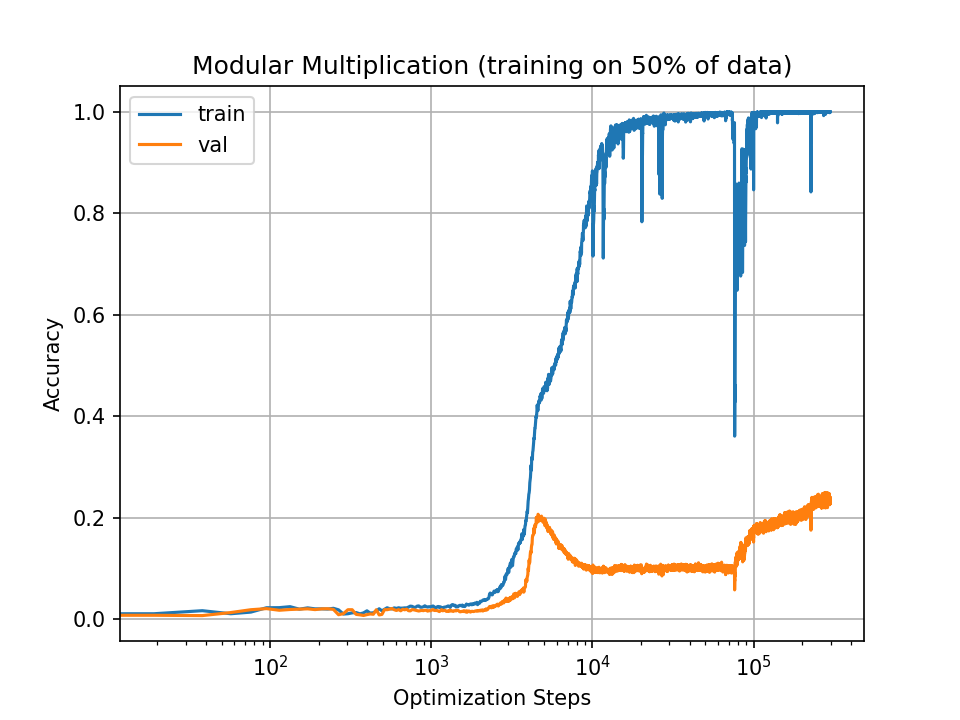 Modular Multiplication (training on 50% of data)
train
val
1.0
0.8
0.6
0.4
0.2
0.0
Accuracy
10² 10³ 10⁴ 10⁵
Optimization Steps